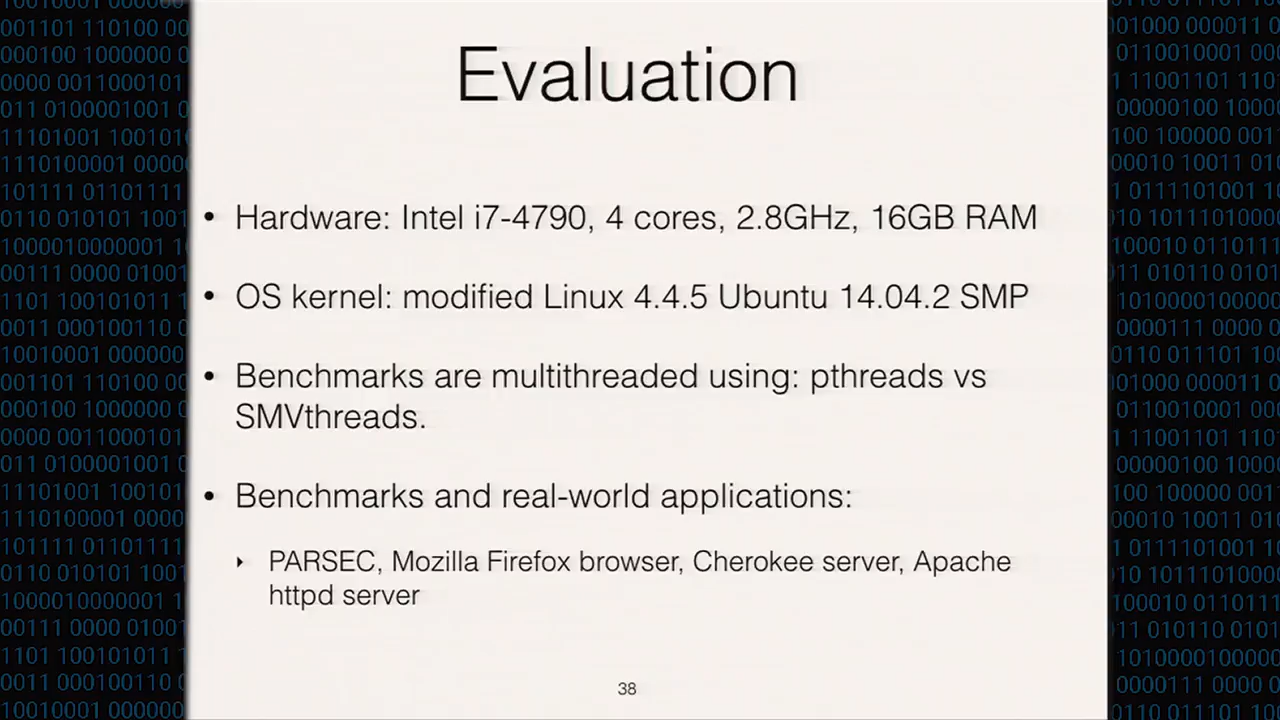 Evaluation
• Hardware: Intel i7-4790, 4 cores, 2.8GHz, 16GB RAM
• OS kernel: modified Linux 4.4.5 Ubuntu 14.04.2 SMP
• Benchmarks are multithreaded using: pthreads vs
SMVthreads.
• Benchmarks and real-world applications:
‣ PARSEC, Mozilla Firefox browser, Cherokee server, Apache
httpd server
38